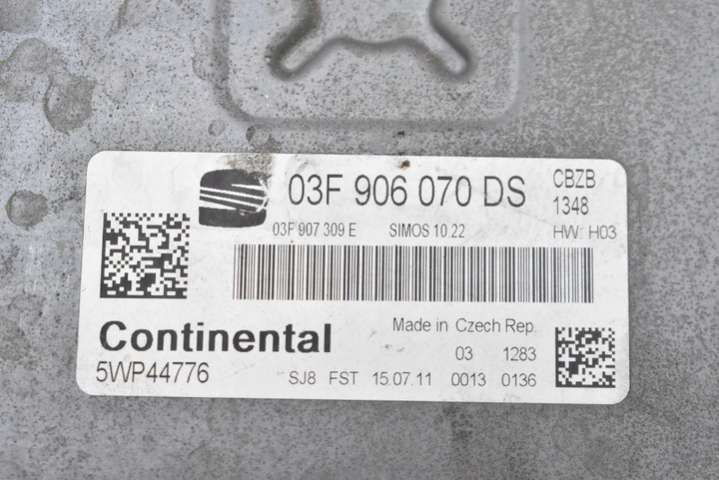 03F 906 070 DS
CBZB
1348
03F 907 309 E SIMOS 10.22 HW: H03
Continental
Made in Czech Rep.
5WP44776
03 1283
SJ8 FST 15.07.11 0013 0136